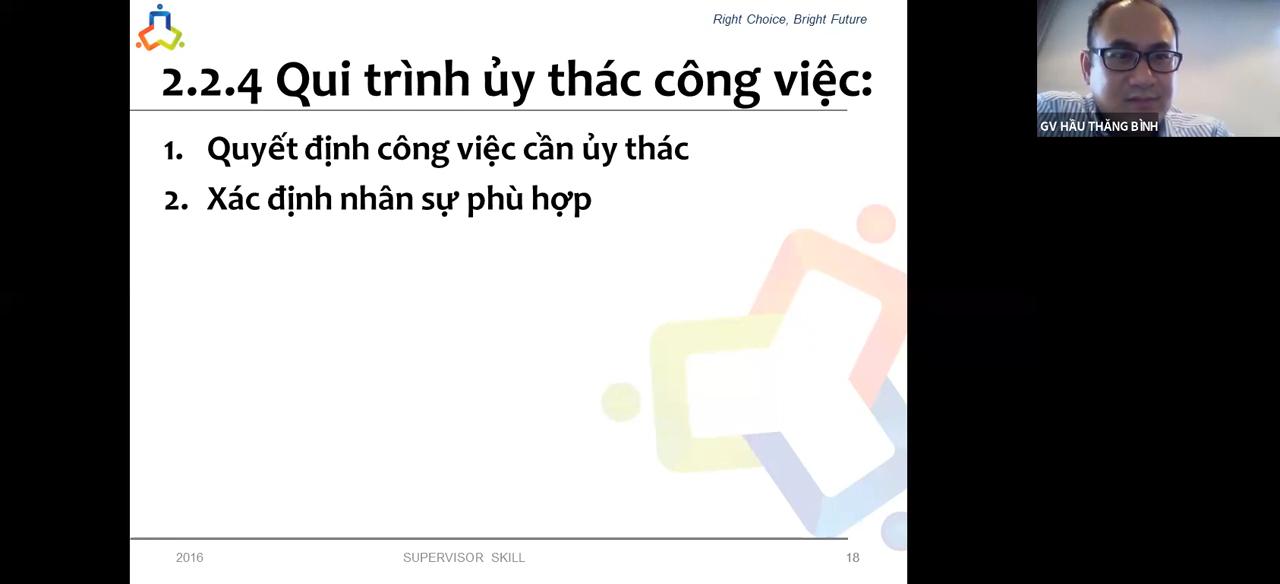 Right Choice, Bright Future
2.2.4 Qui trình ủy thác công việc:
1. Quyết định công việc cần ủy thác
2. Xác định nhân sự phù hợp
GV HẦU THĂNG BÌNH
2016 SUPERVISOR SKILL 18